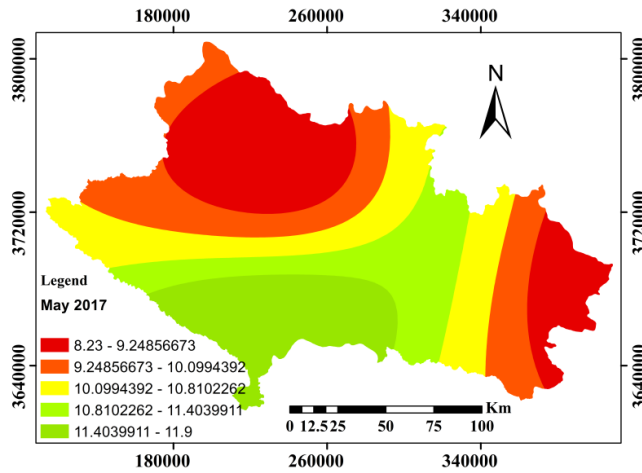 180000 260000 340000
3800000 3800000
N
3720000 3720000
Legend
May 2017
8.23 - 9.24856673
9.24856673 - 10.0994392
10.0994392 - 10.8102262
10.8102262 - 11.4039911
11.4039911 - 11.9
3640000 3640000
Km
0 12.525 50 75 100
180000 260000 340000